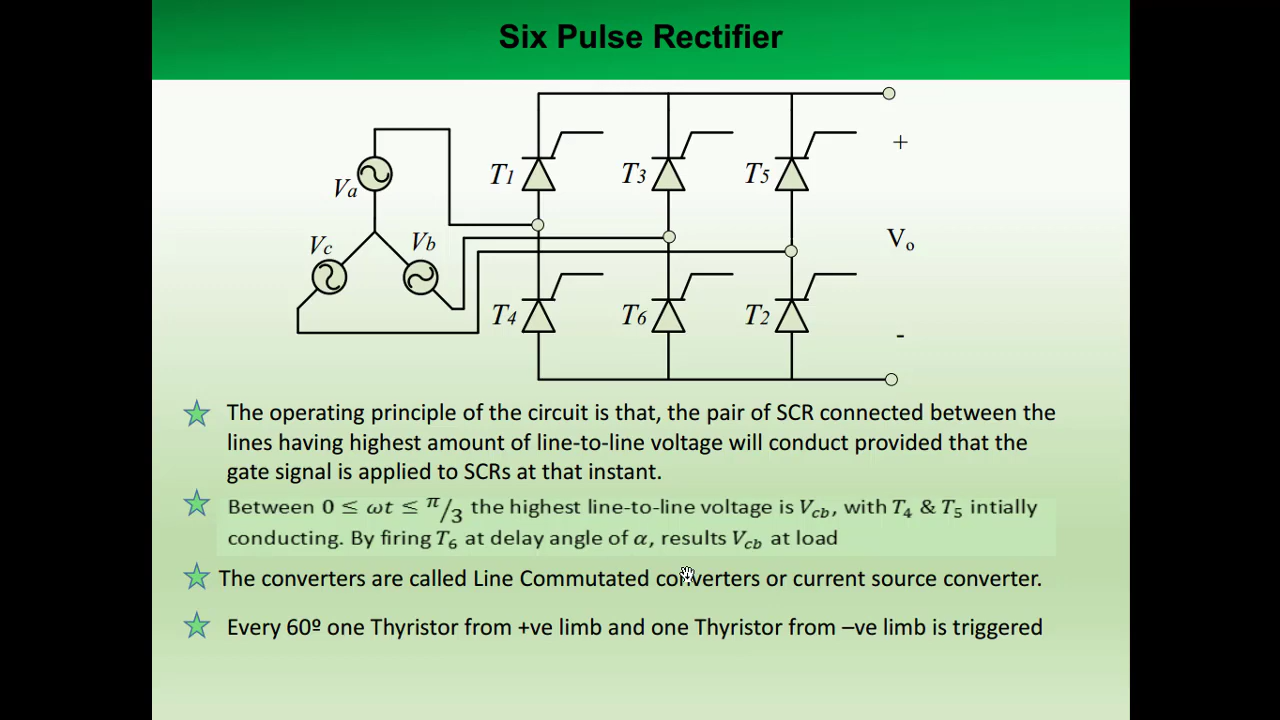 Six Pulse Rectifier
+
T1
T3
T5
Va
Vc
Vb
Vo
T4
T6
T2
-
The operating principle of the circuit is that, the pair of SCR connected between the
lines having highest amount of line-to-line voltage will conduct provided that the
gate signal is applied to SCRs at that instant.
Between 0 ≤ ωt ≤ π/3 the highest line-to-line voltage is Vcb, with T4 & T5 intially
conducting. By firing T6 at delay angle of α, results Vcb at load
The converters are called Line Commutated converters or current source converter.
Every 60º one Thyristor from +ve limb and one Thyristor from –ve limb is triggered